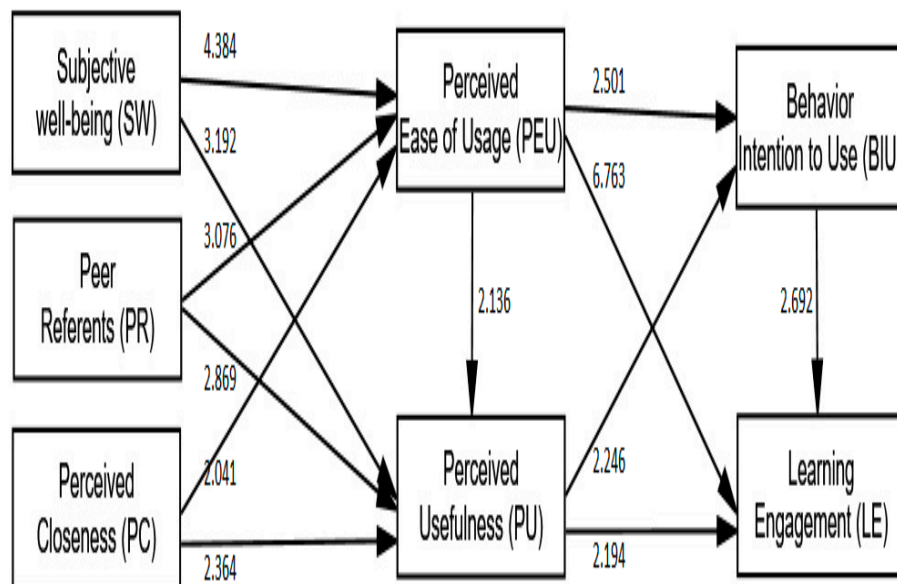 Subjective
well-being (SW)
4.384
3.192
Perceived
Ease of Usage (PEU)
2.501
6.763
Behavior
Intention to Use (BIU
Peer
Referents (PR)
3.076
2.869
2.136
2.692
Perceived
Closeness (PC)
2.041
2.364
Perceived
Usefulness (PU)
2.246
2.194
Learning
Engagement (LE)